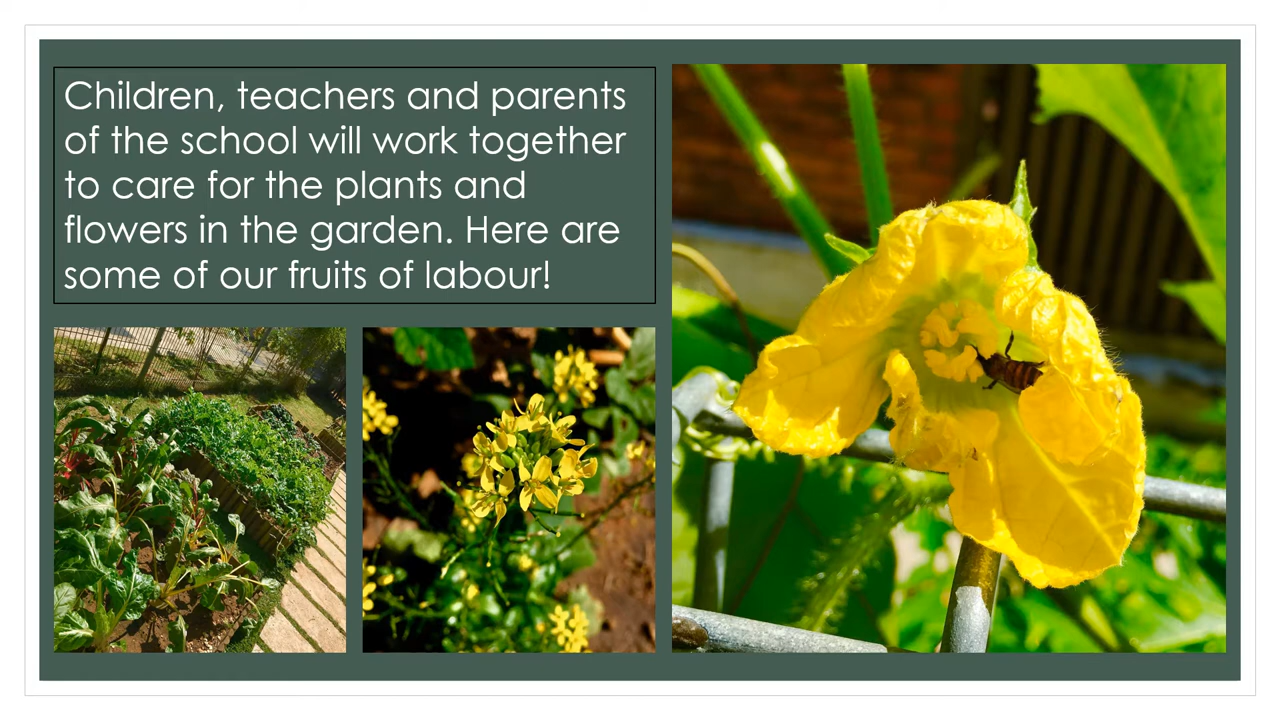 Children, teachers and parents
of the school will work together
to care for the plants and
flowers in the garden. Here are
some of our fruits of labour!